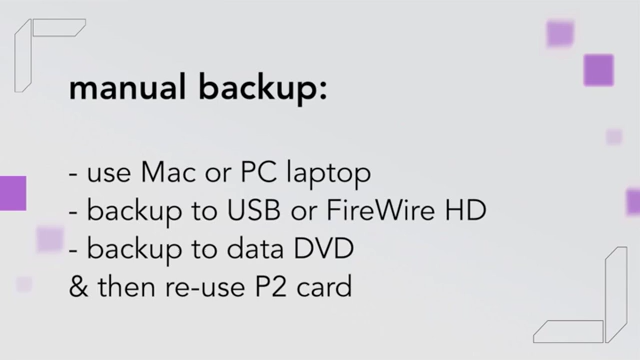 manual backup:
- use Mac or PC laptop
- backup to USB or FireWire HD
- backup to data DVD
& then re-use P2 card